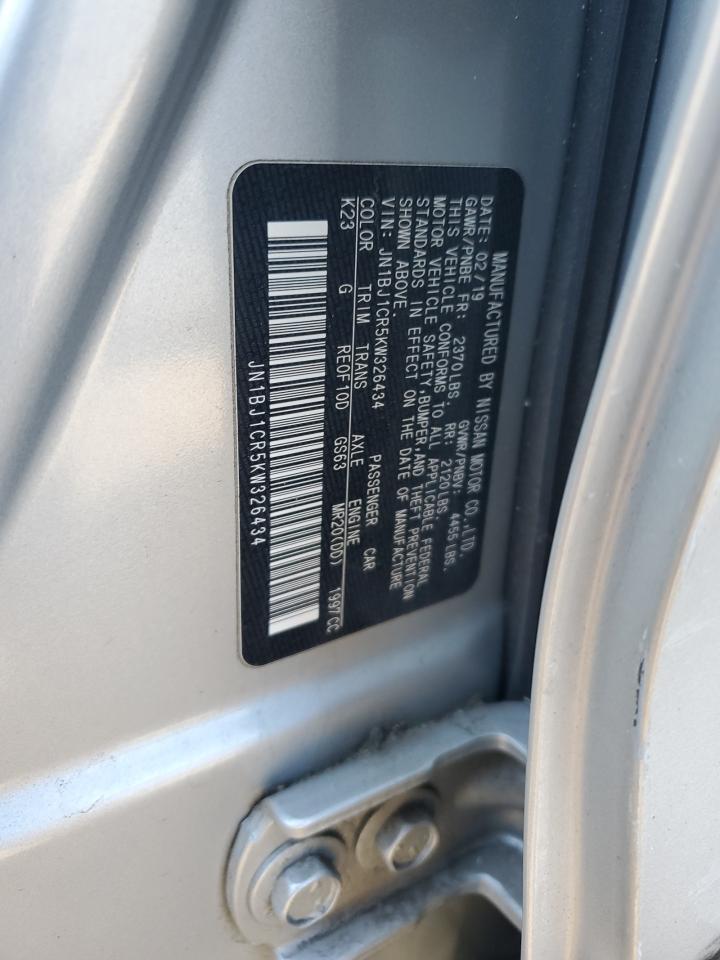 MANUFACTURED BY NISSAN MOTOR CO.,LTD.
DATE: 02/19 GVWR/PNBV: 4455 LBS.
GAWR/PNBE FR: 2370LBS. RR: 2120LBS.
THIS VEHICLE CONFORMS TO ALL APPLICABLE FEDERAL
MOTOR VEHICLE SAFETY,BUMPER,AND THEFT PREVENTION
STANDARDS IN EFFECT ON THE DATE OF MANUFACTURE
SHOWN ABOVE.
VIN: JN1BJ1CR5KW326434 PASSENGER CAR
COLOR TRIM TRANS AXLE ENGINE
K23 G RE0F10D GS63 MR20(DD) 1997CC
JN1BJ1CR5KW326434